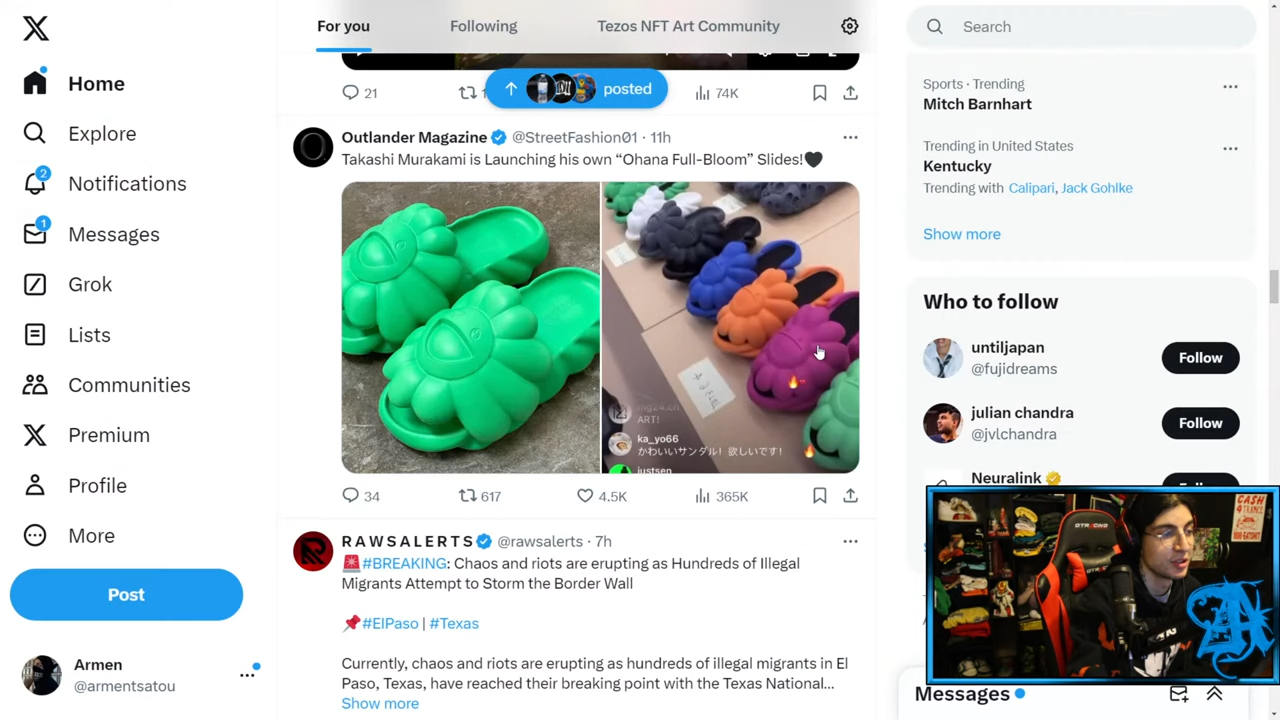 For you
Following
Tezos NFT Art Community
Search
Home
Explore
Notifications
2
Messages
1
Grok
Lists
Communities
Premium
Profile
More
Post
Armen
@armentsatou
posted
21
74K
Outlander Magazine @StreetFashion01 · 11h
Takashi Murakami is Launching his own “Ohana Full-Bloom” Slides!🖤
ART!
ka_yo66
かわいいサンダル！欲しいです！
justsen
34
617
4.5K
365K
R A W S A L E R T S @rawsalerts · 7h
🚨#BREAKING: Chaos and riots are erupting as Hundreds of Illegal
Migrants Attempt to Storm the Border Wall
📌#ElPaso | #Texas
Currently, chaos and riots are erupting as hundreds of illegal migrants in El
Paso, Texas, have reached their breaking point with the Texas National...
Show more
Sports · Trending
Mitch Barnhart
Trending in United States
Kentucky
Trending with Calipari, Jack Gohlke
Show more
Who to follow
untiljapan
@fujidreams
Follow
julian chandra
@jvlchandra
Follow
Neuralink
GTRACING
CASH
Messages